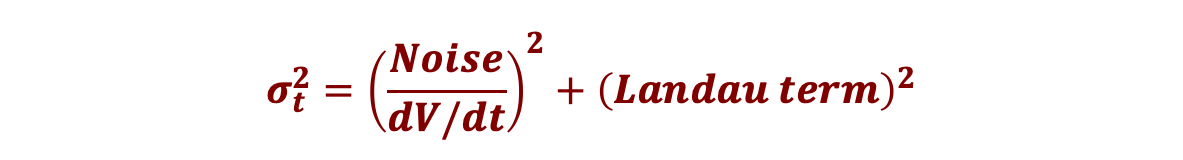 σ_t^2 = (Noise / (dV/dt))^2 + (Landau term)^2